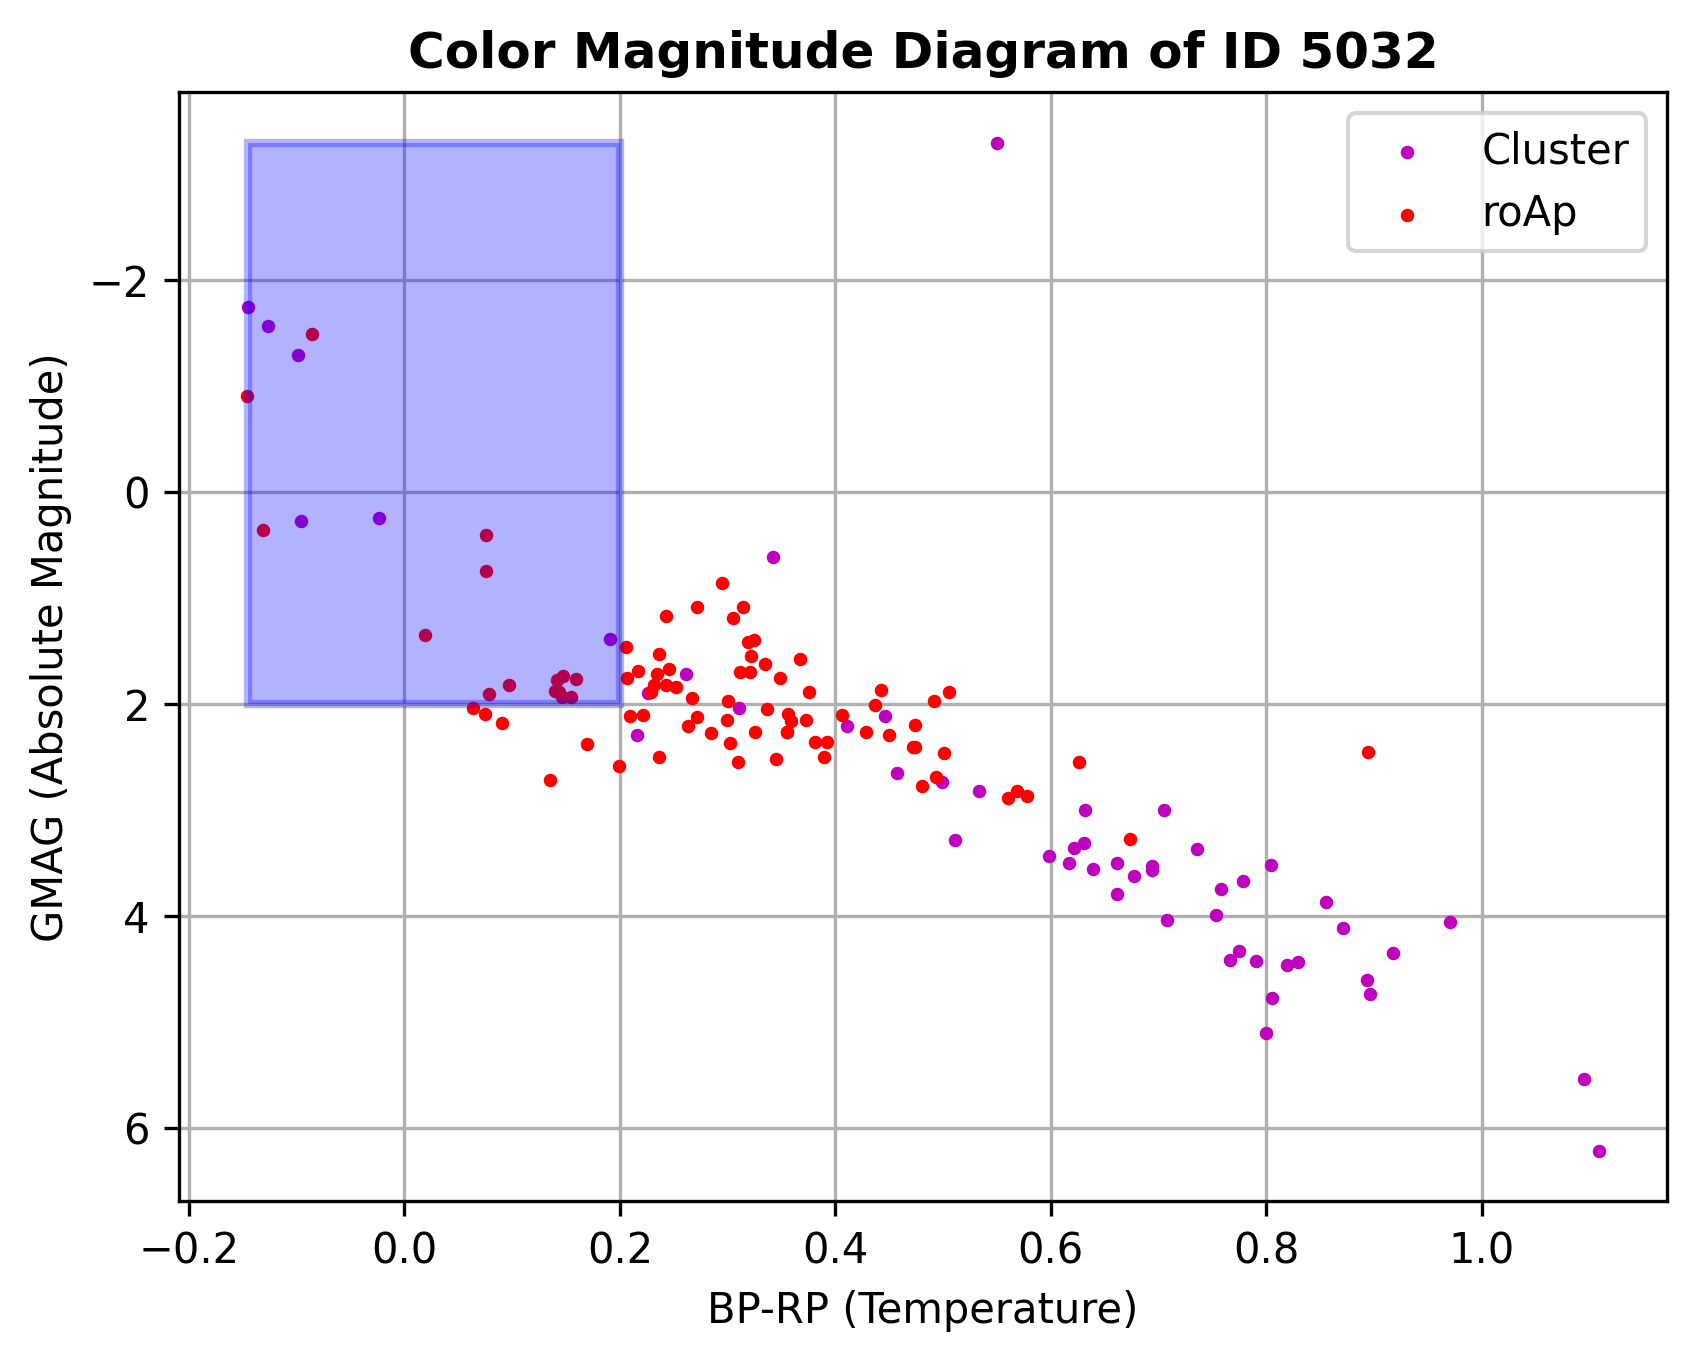 Color Magnitude Diagram of ID 5032
Cluster
roAp
−2
0
2
4
6
GMAG (Absolute Magnitude)
−0.2 0.0 0.2 0.4 0.6 0.8 1.0
BP-RP (Temperature)